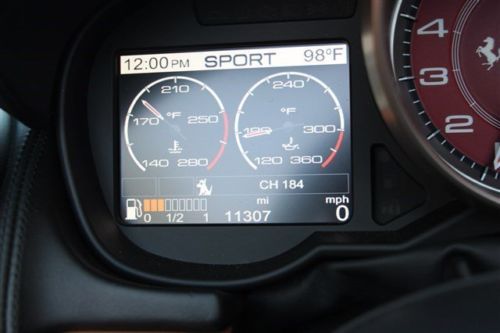 12:00 PM SPORT 98°F
210 240
°F °F
170 250 180 300
140 280 120 360
CH 184
0 1/2 1 11307 mi mph 0
4
3
2